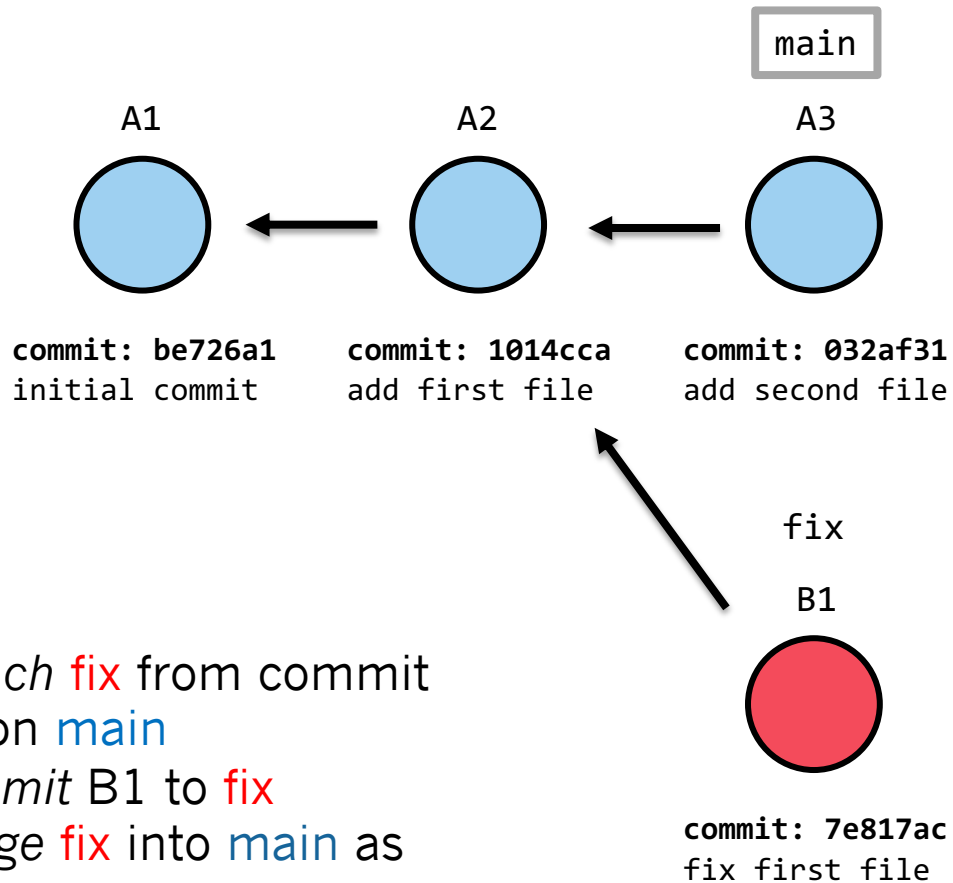 main
A1 A2 A3
commit: be726a1 commit: 1014cca commit: 032af31
initial commit add first file add second file
fix
B1
ch fix from commit
on main
mit B1 to fix
ge fix into main as
commit: 7e817ac
fix first file